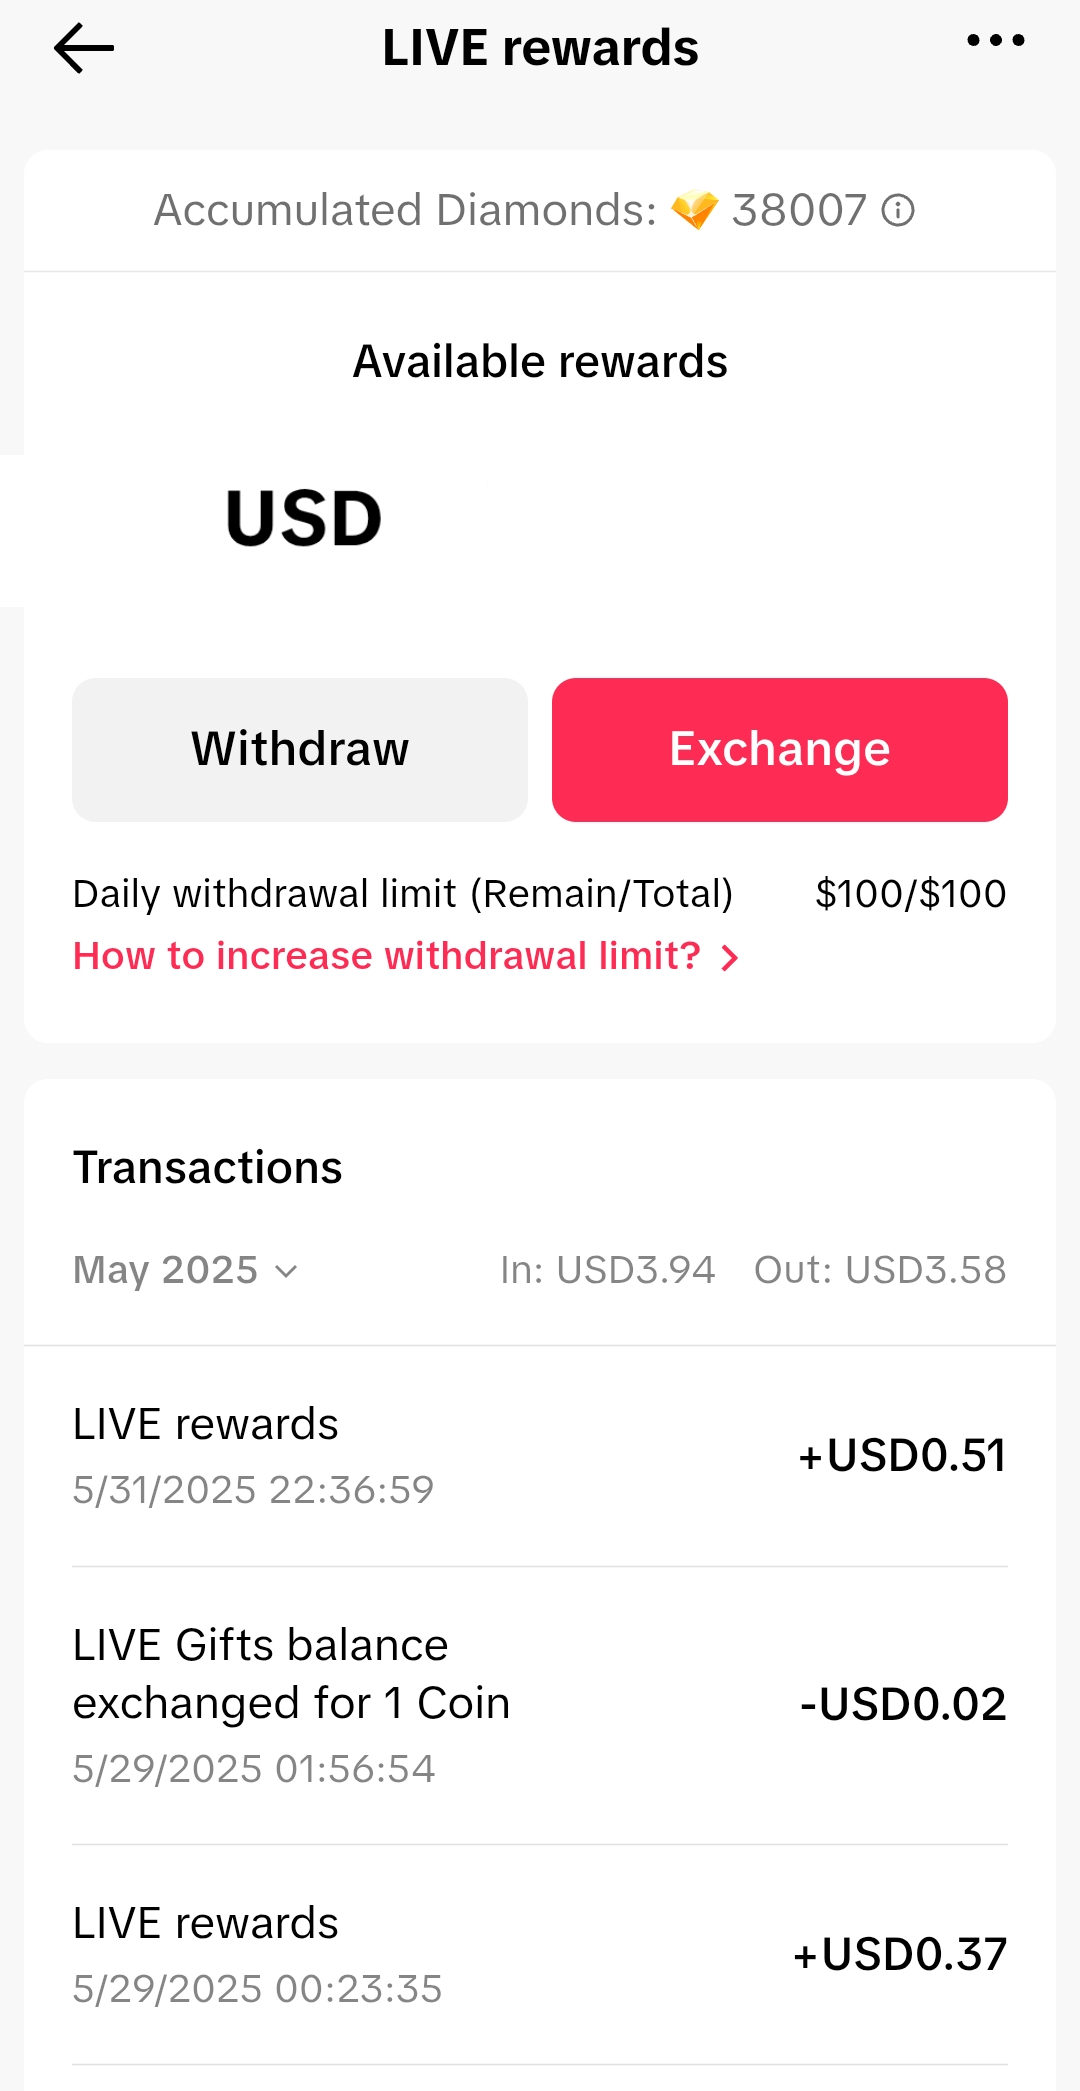 LIVE rewards
Accumulated Diamonds: 38007
Available rewards
USD
Withdraw
Exchange
Daily withdrawal limit (Remain/Total) $100/$100
How to increase withdrawal limit? >
Transactions
May 2025 In: USD3.94 Out: USD3.58
LIVE rewards
+USD0.51
5/31/2025 22:36:59
LIVE Gifts balance
exchanged for 1 Coin
-USD0.02
5/29/2025 01:56:54
LIVE rewards
+USD0.37
5/29/2025 00:23:35